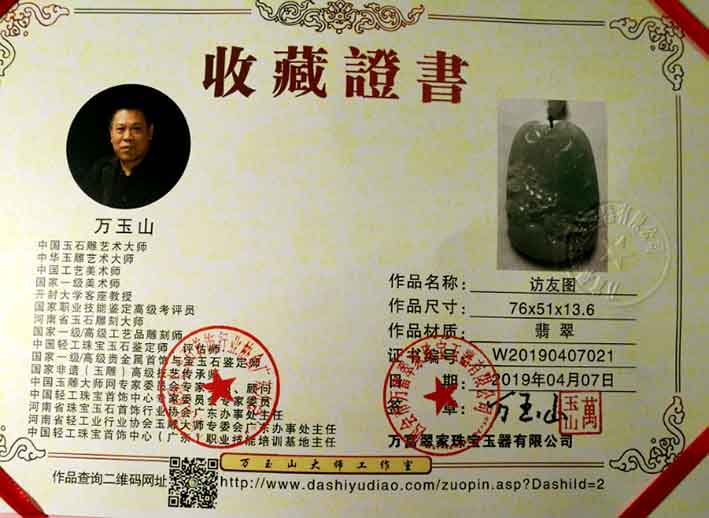 收藏證書
万玉山
中国玉石雕艺术大师
中华玉雕艺术大师
中国工艺美术师
国家一级美术师
开封大学客座教授
国家职业技能鉴定高级考评员
河南省玉石雕刻大师
国家一级/高级工艺品雕刻师
中国轻工珠宝玉石鉴定师、评估师
国家一级/高级贵金属首饰与宝玉石鉴定师
国家非遗(玉雕)高级技艺传承师
中国玉雕大师网专家委员会专家 、顾问
中国轻工珠宝首饰中心专家委员会专家委员
河南省珠宝玉石首饰行业协会广东办事处主任
中国轻工行业协会玉雕大师专委会广东办事处主任
中国轻工珠宝首饰中心(广东)职业技能培训基地主任
作品名称: 访友图
作品尺寸: 76x51x13.6
作品材质: 翡翠
证书编号: W20190407021
日 期: 2019年04月07日
签 章: 万玉山 萬玉山
万富翠家珠宝玉器有限公司
万玉山大师工作室
作品查询二维码网址 http://www.dashiyudiao.com/zuopin.asp?DashiId=2